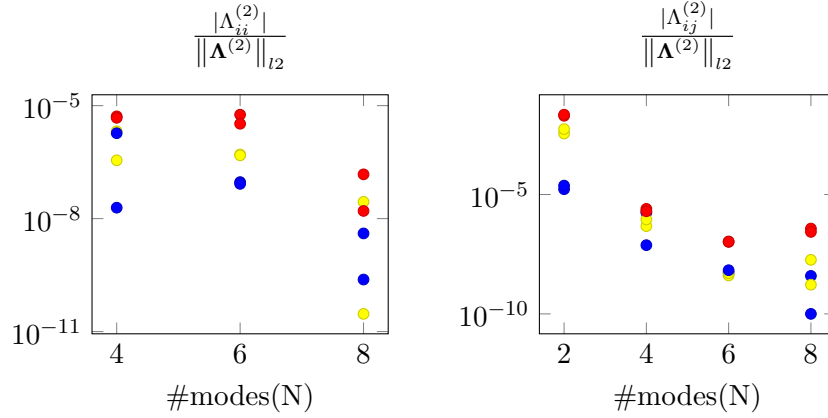 |Λ_{ii}^{(2)}| / ‖𝚲^{(2)}‖_{l2}
10^{-5}
10^{-8}
10^{-11}
4 6 8
#modes(N)
|Λ_{ij}^{(2)}| / ‖𝚲^{(2)}‖_{l2}
10^{-5}
10^{-10}
2 4 6 8
#modes(N)